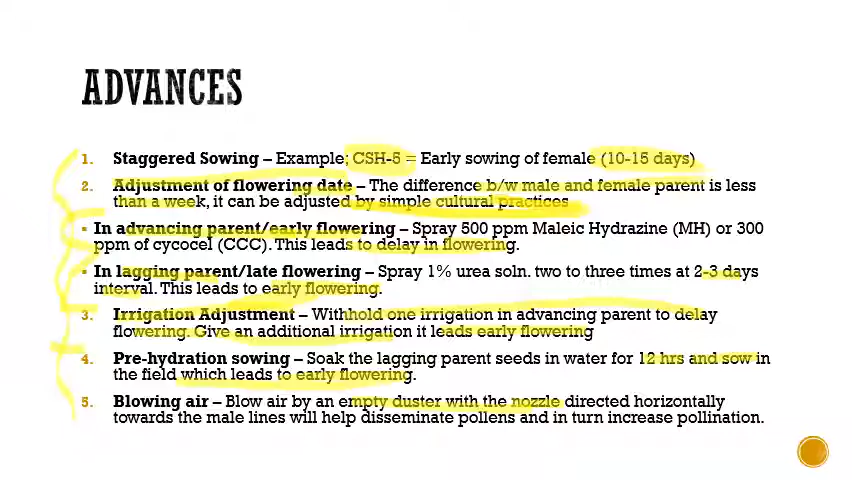 ADVANCES
1. Staggered Sowing – Example; CSH-5 = Early sowing of female (10-15 days)
2. Adjustment of flowering date – The difference b/w male and female parent is less
than a week, it can be adjusted by simple cultural practices
▪ In advancing parent/early flowering – Spray 500 ppm Maleic Hydrazine (MH) or 300
ppm of cycocel (CCC). This leads to delay in flowering.
▪ In lagging parent/late flowering – Spray 1% urea soln. two to three times at 2-3 days
interval. This leads to early flowering.
3. Irrigation Adjustment – Withhold one irrigation in advancing parent to delay
flowering. Give an additional irrigation it leads early flowering
4. Pre-hydration sowing – Soak the lagging parent seeds in water for 12 hrs and sow in
the field which leads to early flowering.
5. Blowing air – Blow air by an empty duster with the nozzle directed horizontally
towards the male lines will help disseminate pollens and in turn increase pollination.